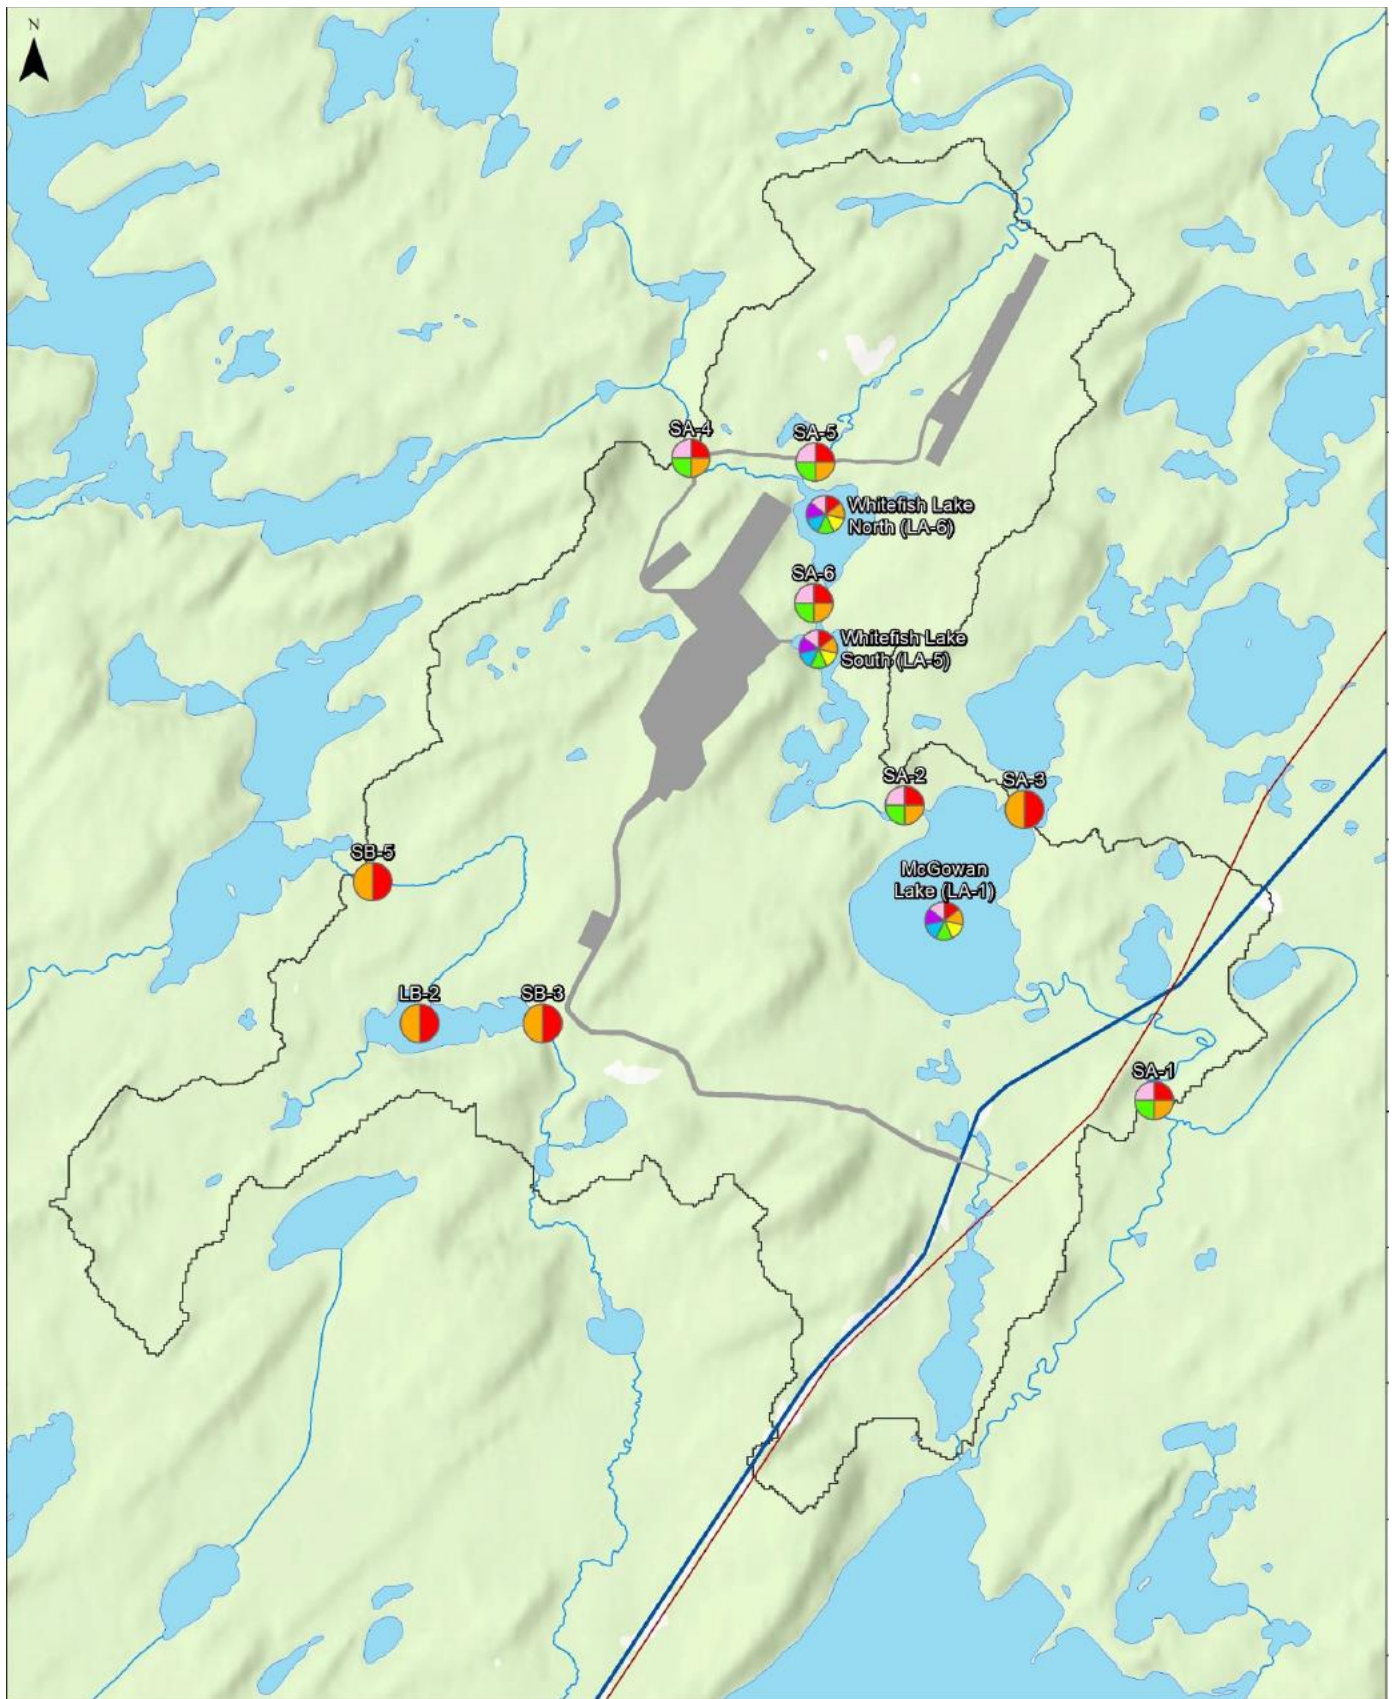 N
SA-4
SA-5
Whitefish Lake
North (LA-6)
SA-6
Whitefish Lake
South (LA-5)
SA-2
SA-3
SB-5
McGowan
Lake (LA-1)
LB-2
SB-3
SA-1